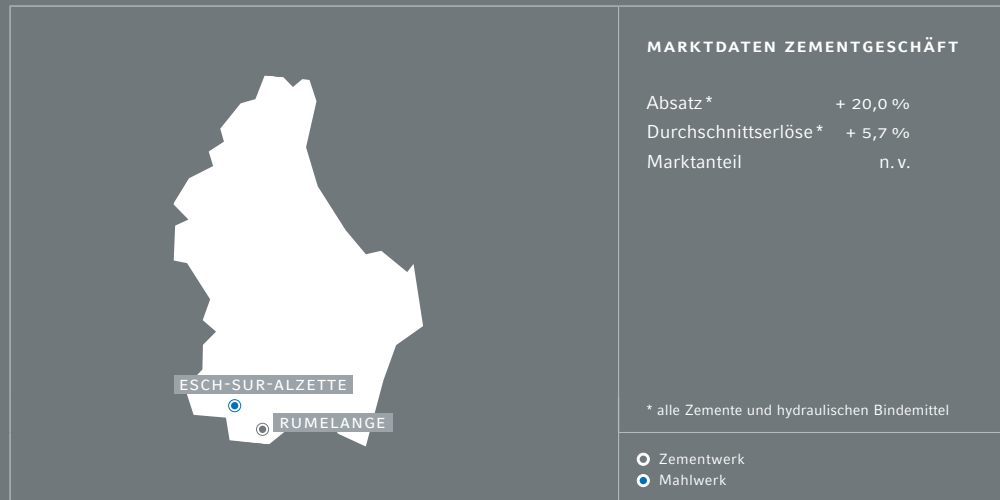 MARKTDATEN ZEMENTGESCHÄFT
Absatz * + 20,0 %
Durchschnittserlöse * + 5,7 %
Marktanteil n. v.
ESCH-SUR-ALZETTE
RUMELANGE
* alle Zemente und hydraulischen Bindemittel
Zementwerk
Mahlwerk